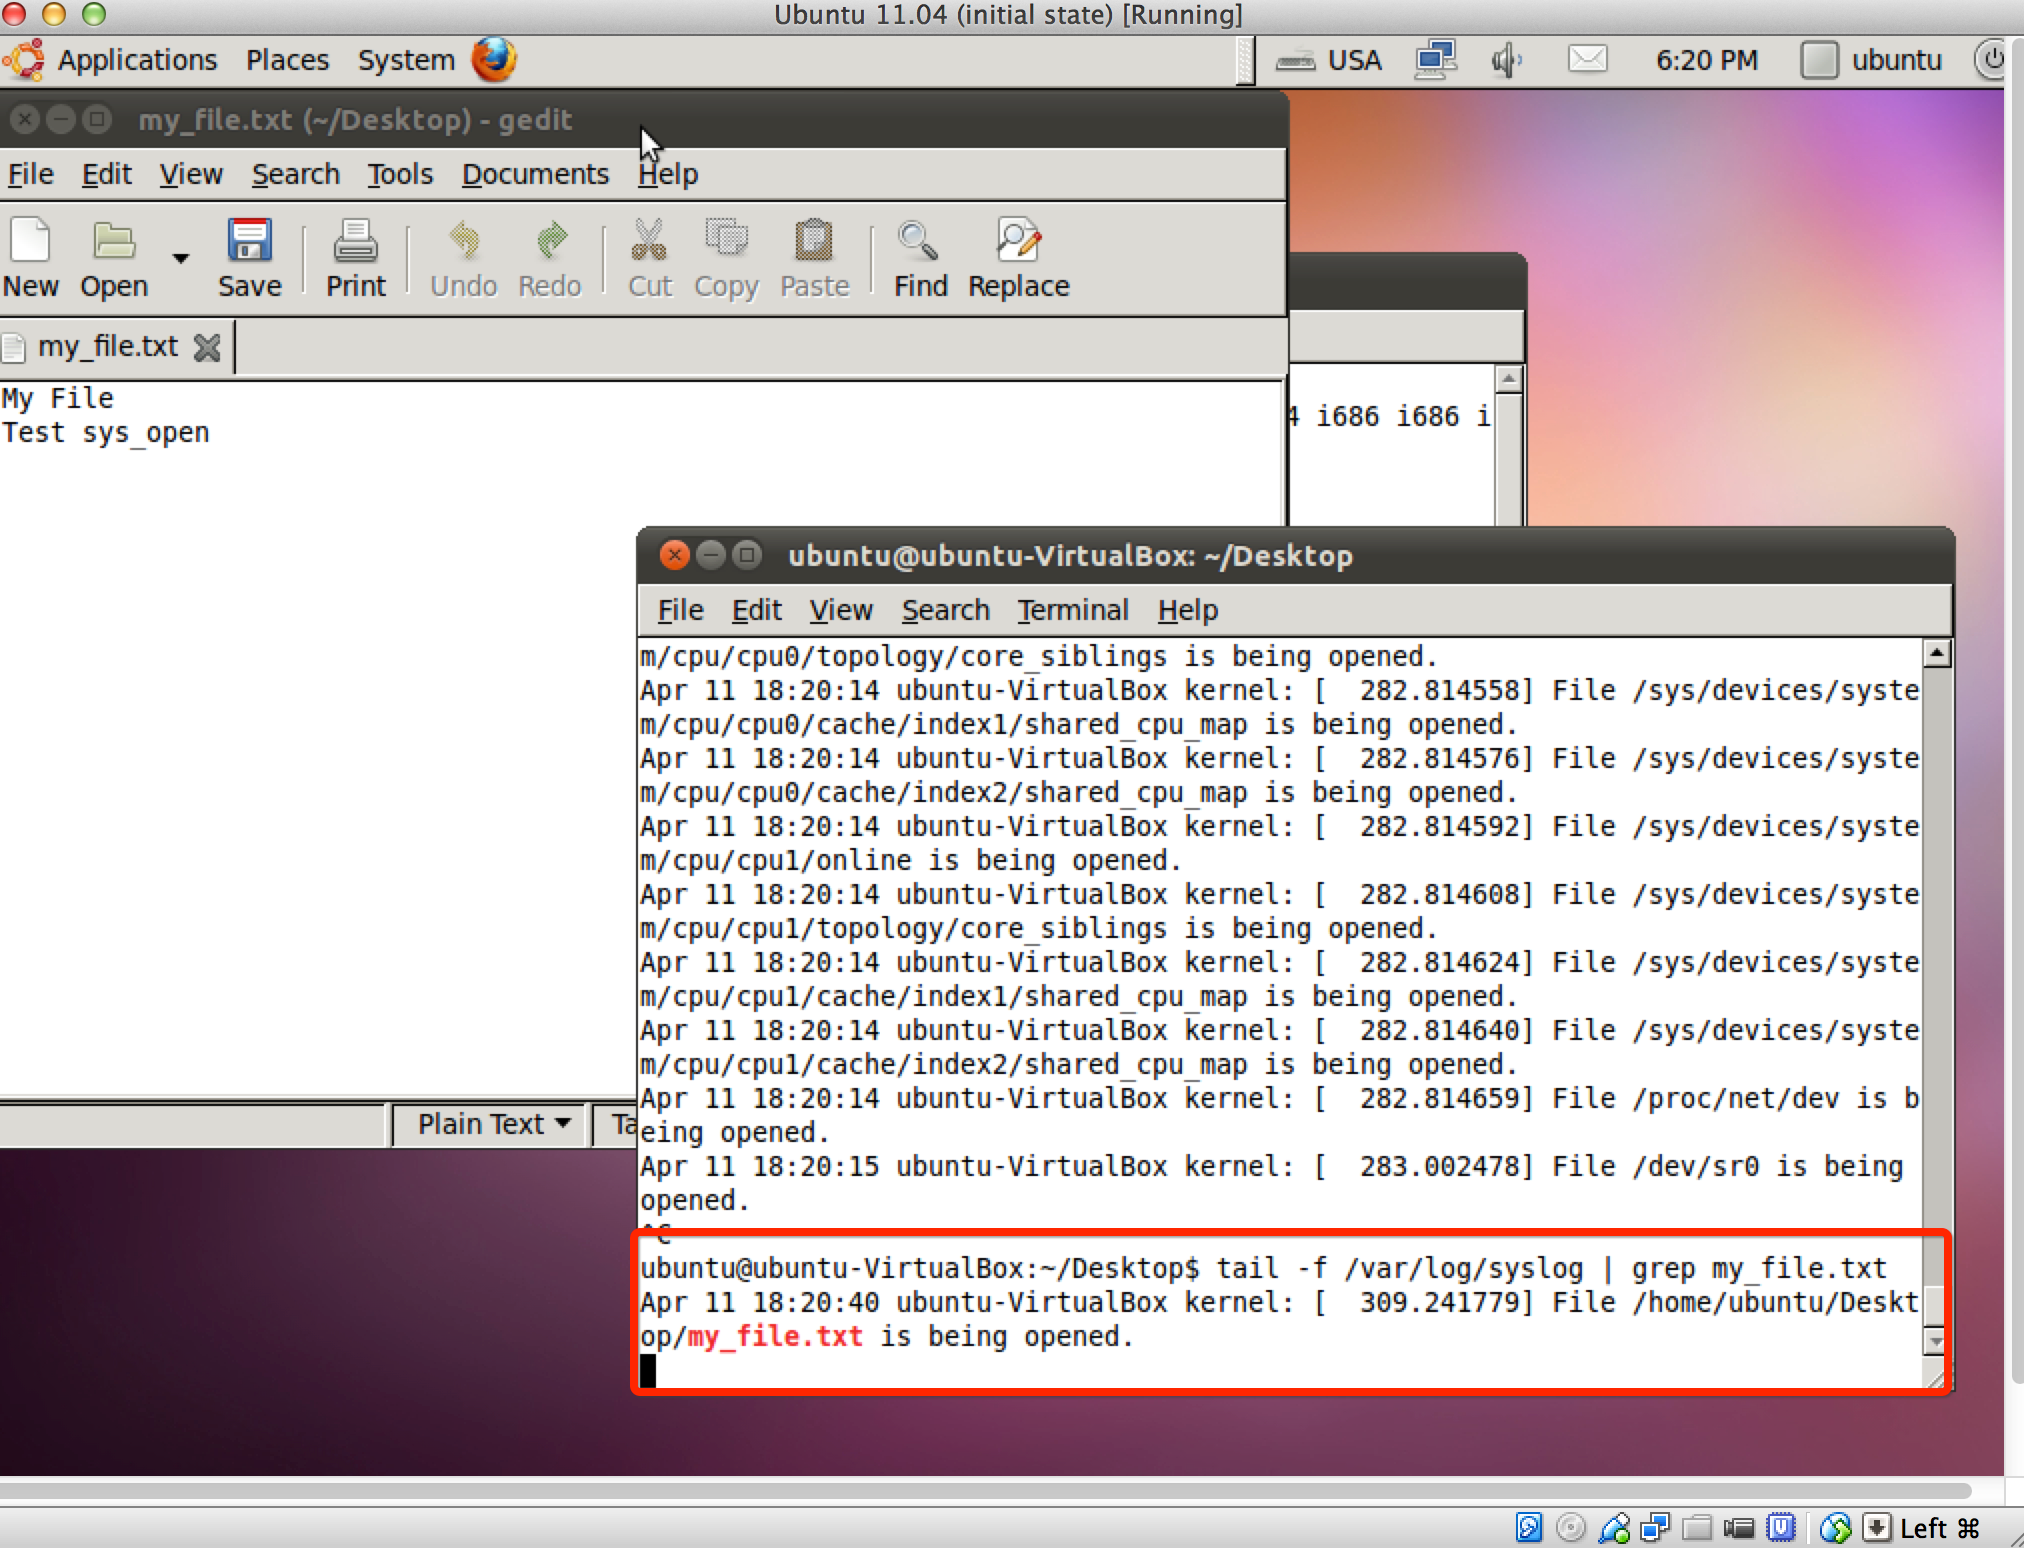 Ubuntu 11.04 (initial state) [Running]
Applications Places System USA 6:20 PM ubuntu
my_file.txt (~/Desktop) - gedit
File Edit View Search Tools Documents Help
New Open Save Print Undo Redo Cut Copy Paste Find Replace
my_file.txt
My File
Test sys_open
4 i686 i686 i
ubuntu@ubuntu-VirtualBox: ~/Desktop
File Edit View Search Terminal Help
m/cpu/cpu0/topology/core_siblings is being opened.
Apr 11 18:20:14 ubuntu-VirtualBox kernel: [  282.814558] File /sys/devices/syste
m/cpu/cpu0/cache/index1/shared_cpu_map is being opened.
Apr 11 18:20:14 ubuntu-VirtualBox kernel: [  282.814576] File /sys/devices/syste
m/cpu/cpu0/cache/index2/shared_cpu_map is being opened.
Apr 11 18:20:14 ubuntu-VirtualBox kernel: [  282.814592] File /sys/devices/syste
m/cpu/cpu1/online is being opened.
Apr 11 18:20:14 ubuntu-VirtualBox kernel: [  282.814608] File /sys/devices/syste
m/cpu/cpu1/topology/core_siblings is being opened.
Apr 11 18:20:14 ubuntu-VirtualBox kernel: [  282.814624] File /sys/devices/syste
m/cpu/cpu1/cache/index1/shared_cpu_map is being opened.
Apr 11 18:20:14 ubuntu-VirtualBox kernel: [  282.814640] File /sys/devices/syste
m/cpu/cpu1/cache/index2/shared_cpu_map is being opened.
Apr 11 18:20:14 ubuntu-VirtualBox kernel: [  282.814659] File /proc/net/dev is b
eing opened.
Apr 11 18:20:15 ubuntu-VirtualBox kernel: [  283.002478] File /dev/sr0 is being
opened.
^C
ubuntu@ubuntu-VirtualBox:~/Desktop$ tail -f /var/log/syslog | grep my_file.txt
Apr 11 18:20:40 ubuntu-VirtualBox kernel: [  309.241779] File /home/ubuntu/Deskt
op/my_file.txt is being opened.
Plain Text Ta
Left ⌘